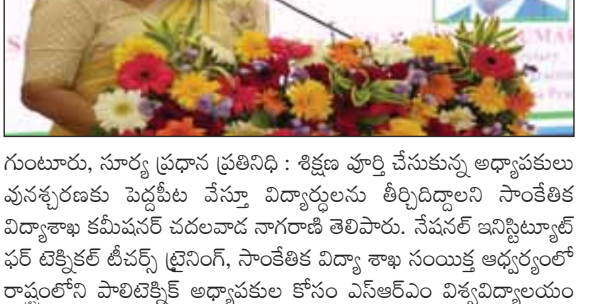 గుంటూరు, సూర్య ప్రధాన ప్రతినిధి : శిక్షణ పూర్తి చేసుకున్న అధ్యాపకులు
పునశ్చరణకు పెద్దపీట వేస్తూ విద్యార్థులను తీర్చిదిద్దాలని సాంకేతిక
విద్యాశాఖ కమీషనర్ చదలవాడ నాగరాణి తెలిపారు. నేషనల్ ఇనిస్టిట్యూట్
ఫర్ టెక్నికల్ టీచర్స్ ట్రైనింగ్, సాంకేతిక విద్యా శాఖ సంయుక్త ఆధ్వర్యంలో
రాష్ట్రంలోని పాలిటెక్నిక్ అధ్యాపకుల కోసం ఎస్ఆర్ఎం విశ్వవిద్యాలయం